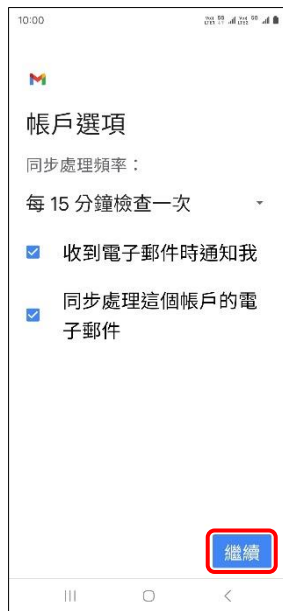 10:00
帳戶選項
同步處理頻率：
每 15 分鐘檢查一次
收到電子郵件時通知我
同步處理這個帳戶的電
子郵件
繼續